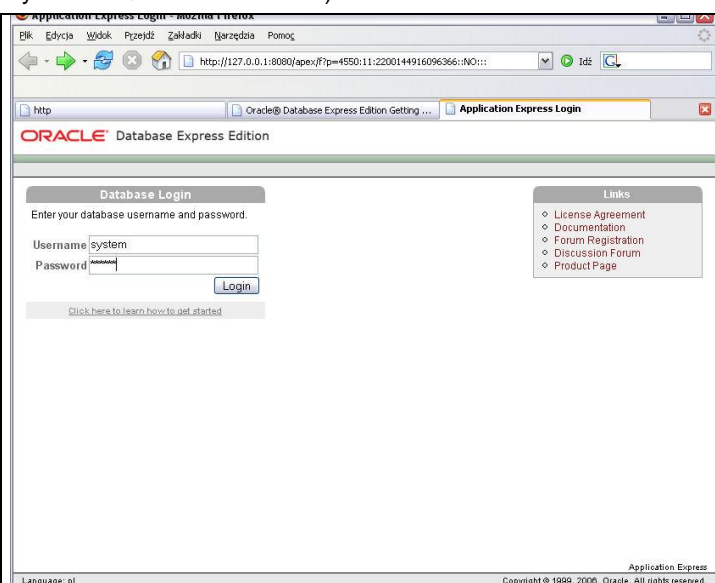 Application Express Login - Mozilla Firefox
Plik Edycja Widok Przejdź Zakładki Narzędzia Pomoc
http://127.0.0.1:8080/apex/f?p=4550:11:2200144916096366::NO::: Idź
http Oracle® Database Express Edition Getting ... Application Express Login
ORACLE® Database Express Edition
Database Login
Enter your database username and password.
Username system
Password ******
Login
Click here to learn how to get started
Links
License Agreement
Documentation
Forum Registration
Discussion Forum
Product Page
Application Express
Language: pl Copyright © 1999, 2006, Oracle. All rights reserved.